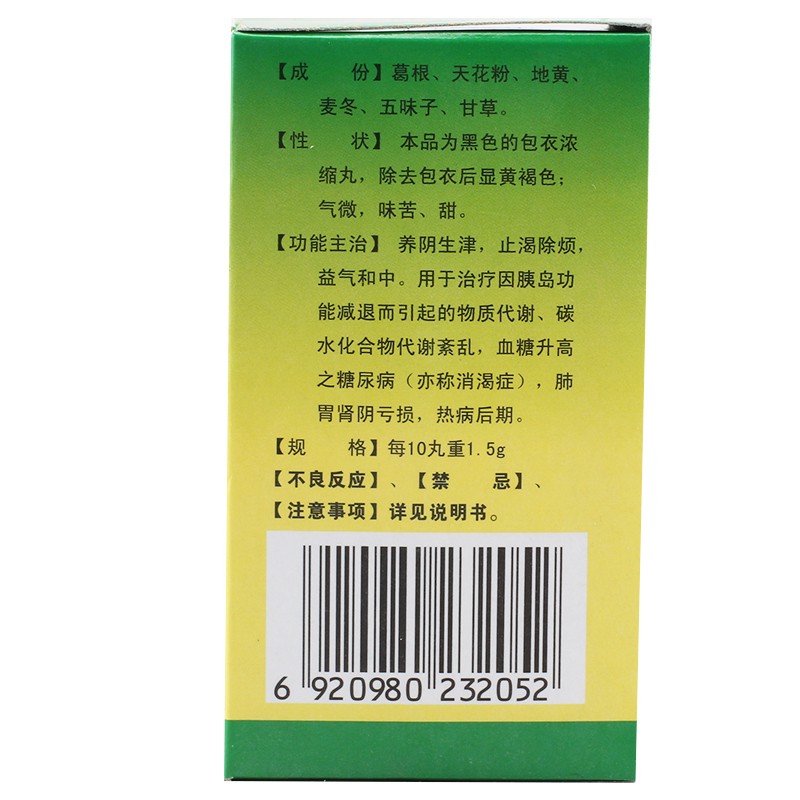 【成　　份】葛根、天花粉、地黄、
麦冬、五味子、甘草。
【性　　状】 本品为黑色的包衣浓
缩丸，除去包衣后显黄褐色；
气微，味苦、甜。
【功能主治】 养阴生津，止渴除烦，
益气和中。用于治疗因胰岛功
能减退而引起的物质代谢、碳
水化合物代谢紊乱，血糖升高
之糖尿病（亦称消渴症），肺
胃肾阴亏损，热病后期。
【规　　格】每10丸重1.5g
【不良反应】、【禁　　忌】、
【注意事项】详见说明书。
6 920980 232052